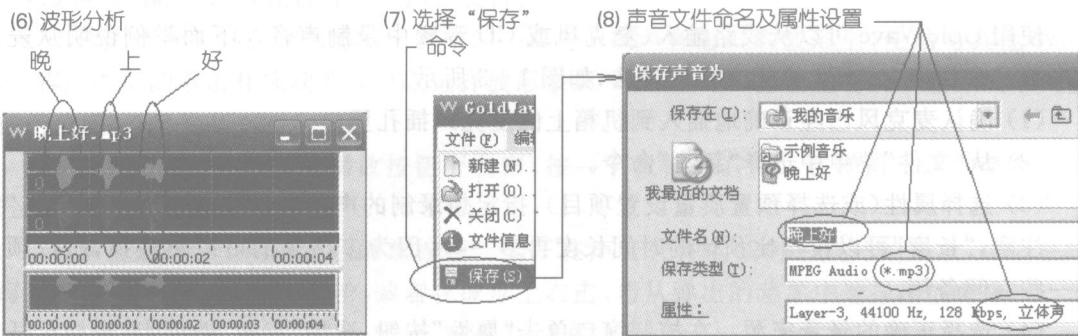 (6) 波形分析
晚 上 好
晚上好.mp3
00:00:00 00:00:02 00:00:04
00:00:00 00:00:01 00:00:02 00:00:03 00:00:04
(7) 选择“保存”
命令
GoldWav
文件(F) 编辑
新建(N)..
打开(O)..
关闭(C)
文件信息
保存(S)
(8) 声音文件命名及属性设置
保存声音为
保存在(I): 我的音乐
示例音乐
晚上好
我最近的文档
文件名(N): 晚上好
保存类型(T): MPEG Audio (*.mp3)
属性: Layer-3, 44100 Hz, 128 kbps, 立体声